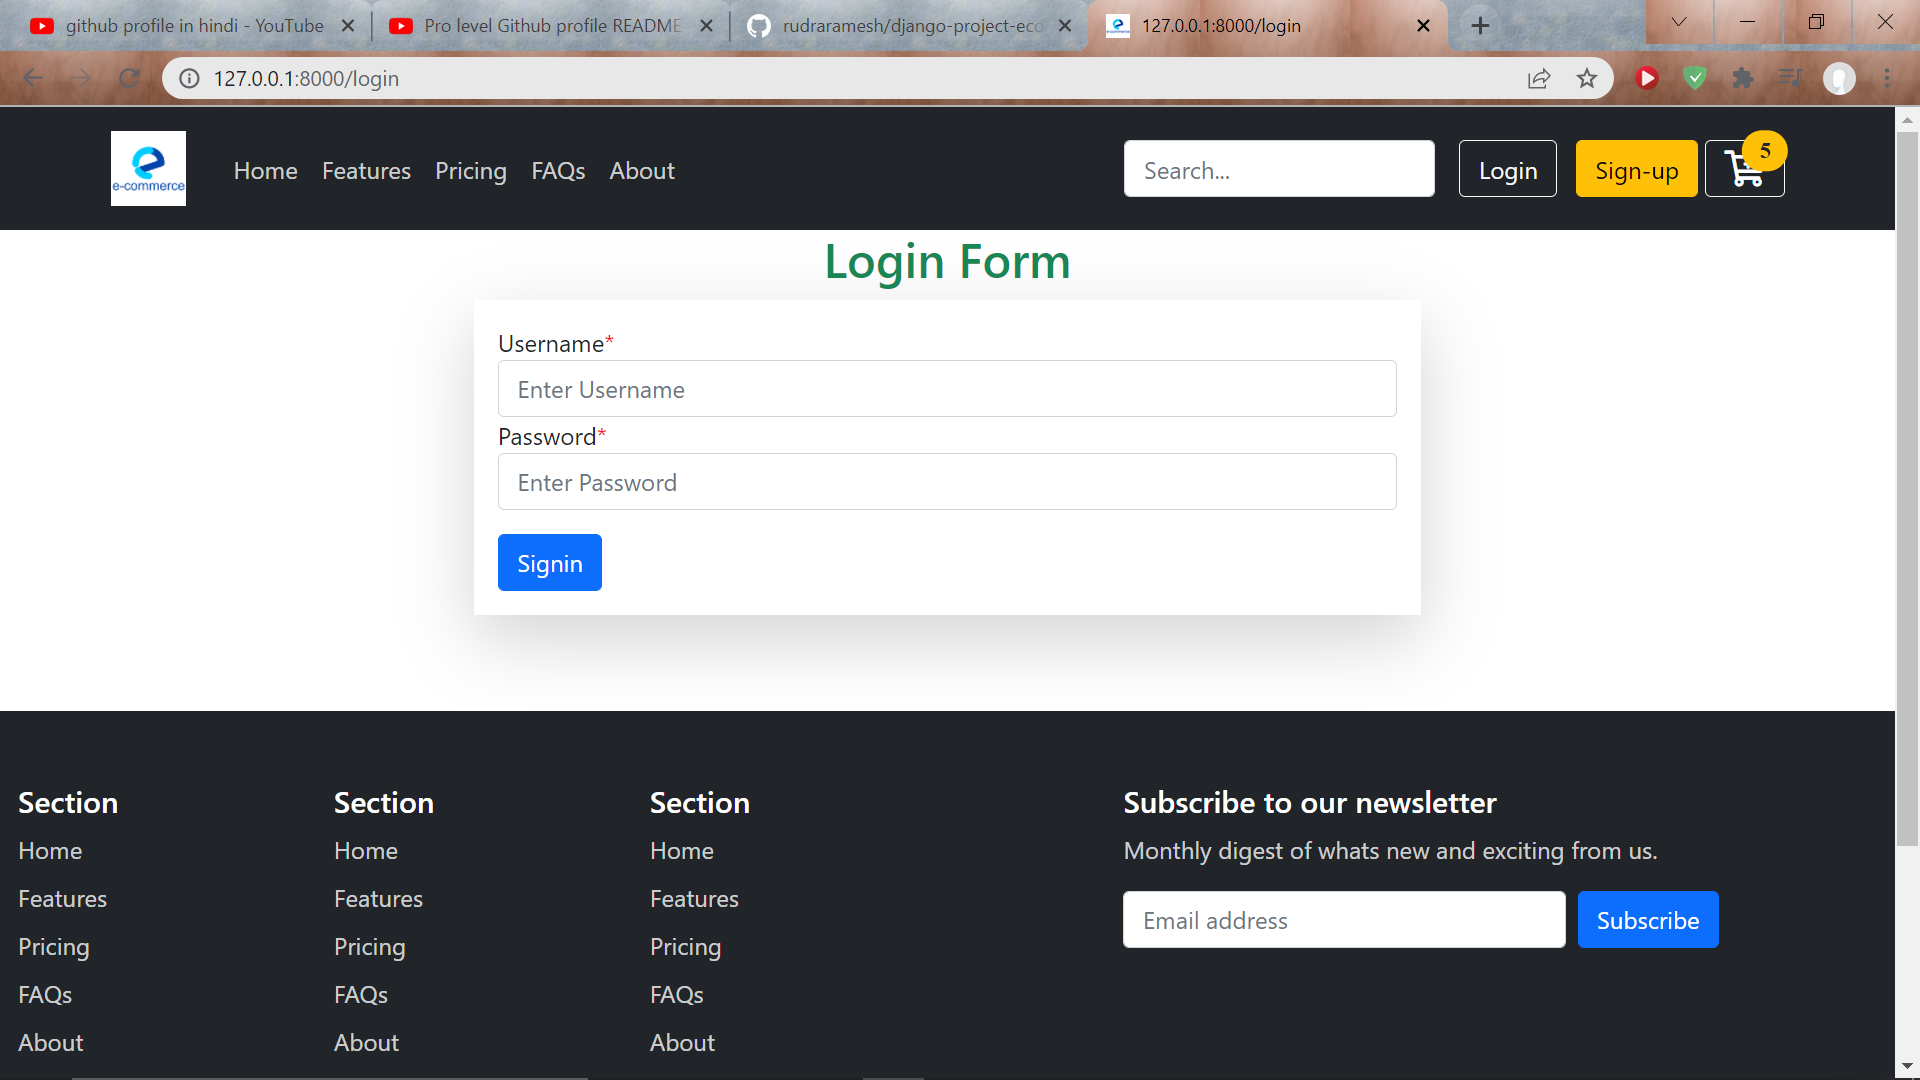 github profile in hindi - YouTube
Pro level Github profile README
rudraramesh/django-project-eco
127.0.0.1:8000/login
127.0.0.1:8000/login
e-commerce
Home Features Pricing FAQs About
Search...
Login
Sign-up
5
Login Form
Username*
Enter Username
Password*
Enter Password
Signin
Section
Home
Features
Pricing
FAQs
About
Section
Home
Features
Pricing
FAQs
About
Section
Home
Features
Pricing
FAQs
About
Subscribe to our newsletter
Monthly digest of whats new and exciting from us.
Email address
Subscribe